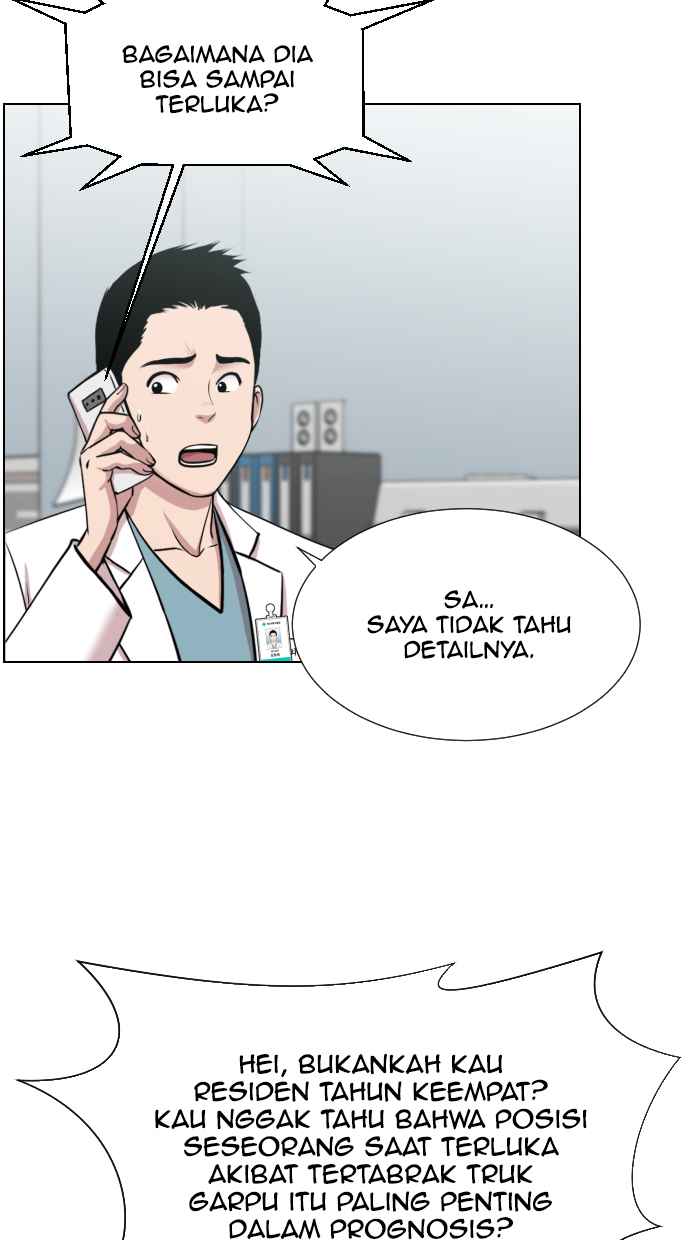 BAGAIMANA DIA
BISA SAMPAI
TERLUKA?
SA...
SAYA TIDAK TAHU
DETAILNYA.
HEI, BUKANKAH KAU
RESIDEN TAHUN KEEMPAT?
KAU NGGAK TAHU BAHWA POSISI
SESEORANG SAAT TERLUKA
AKIBAT TERTABRAK TRUK
GARPU ITU PALING PENTING
DALAM PROGNOSIS?